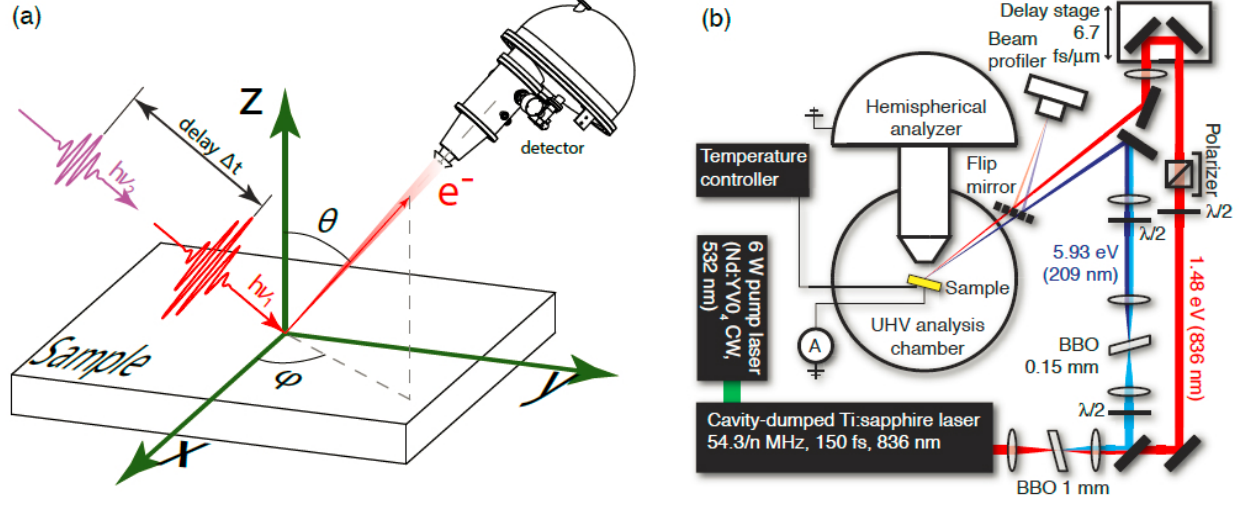 (a)
z
delay Δt
hν₂
hν₁
θ
e⁻
detector
Sample
φ
x
y
(b)
Delay stage
6.7
fs/μm
Beam
profiler
Hemispherical
analyzer
Temperature
controller
Flip
mirror
Polarizer
λ/2
λ/2
5.93 eV
(209 nm)
1.48 eV (836 nm)
Sample
UHV analysis
chamber
A
6 W pump laser
(Nd:YV0₄ CW,
532 nm)
BBO
0.15 mm
λ/2
Cavity-dumped Ti:sapphire laser
54.3/n MHz, 150 fs, 836 nm
BBO 1 mm